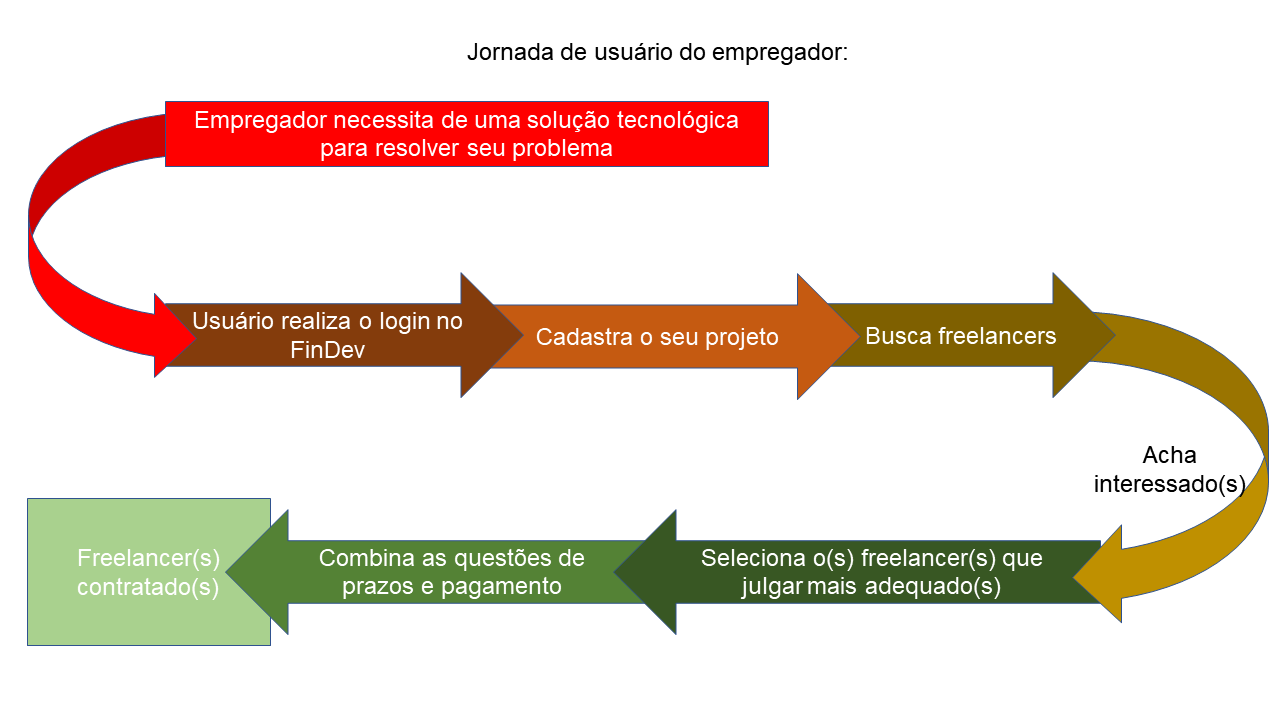 Jornada de usuário do empregador:
Empregador necessita de uma solução tecnológica
para resolver seu problema
Usuário realiza o login no
FinDev
Cadastra o seu projeto
Busca freelancers
Acha
interessado(s)
Seleciona o(s) freelancer(s) que
julgar mais adequado(s)
Combina as questões de
prazos e pagamento
Freelancer(s)
contratado(s)